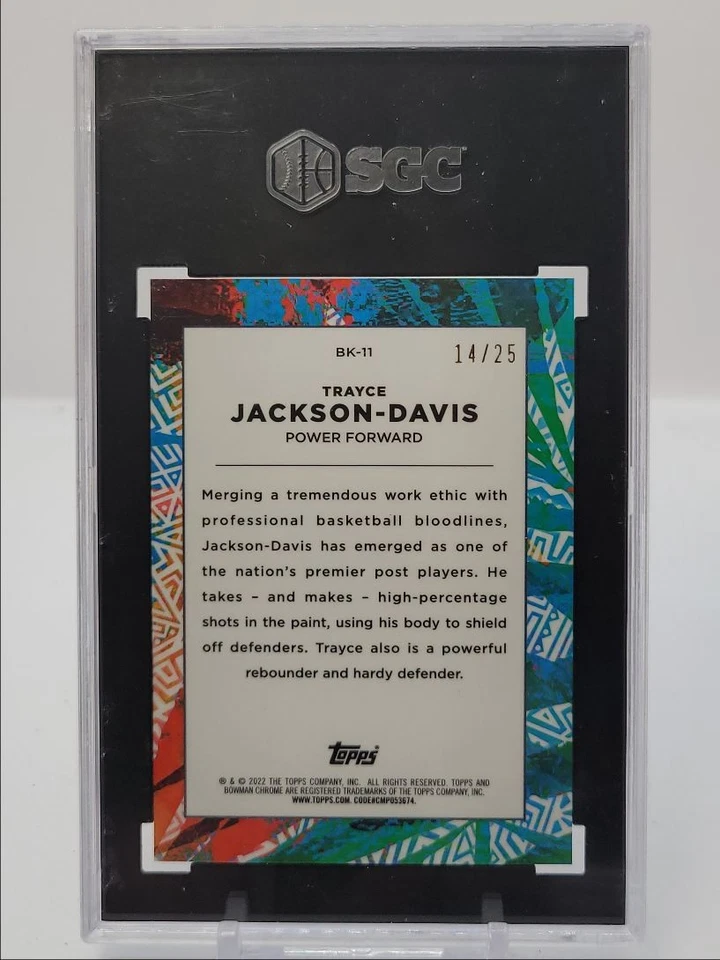 SGC
BK-11
14/25
TRAYCE
JACKSON-DAVIS
POWER FORWARD
Merging a tremendous work ethic with
professional basketball bloodlines,
Jackson-Davis has emerged as one of
the nation's premier post players. He
takes – and makes – high-percentage
shots in the paint, using his body to shield
off defenders. Trayce also is a powerful
rebounder and hardy defender.
topps
® & © 2022 THE TOPPS COMPANY, INC. ALL RIGHTS RESERVED. TOPPS AND
BOWMAN CHROME ARE REGISTERED TRADEMARKS OF THE TOPPS COMPANY, INC.
WWW.TOPPS.COM. CODE#CMP053674.